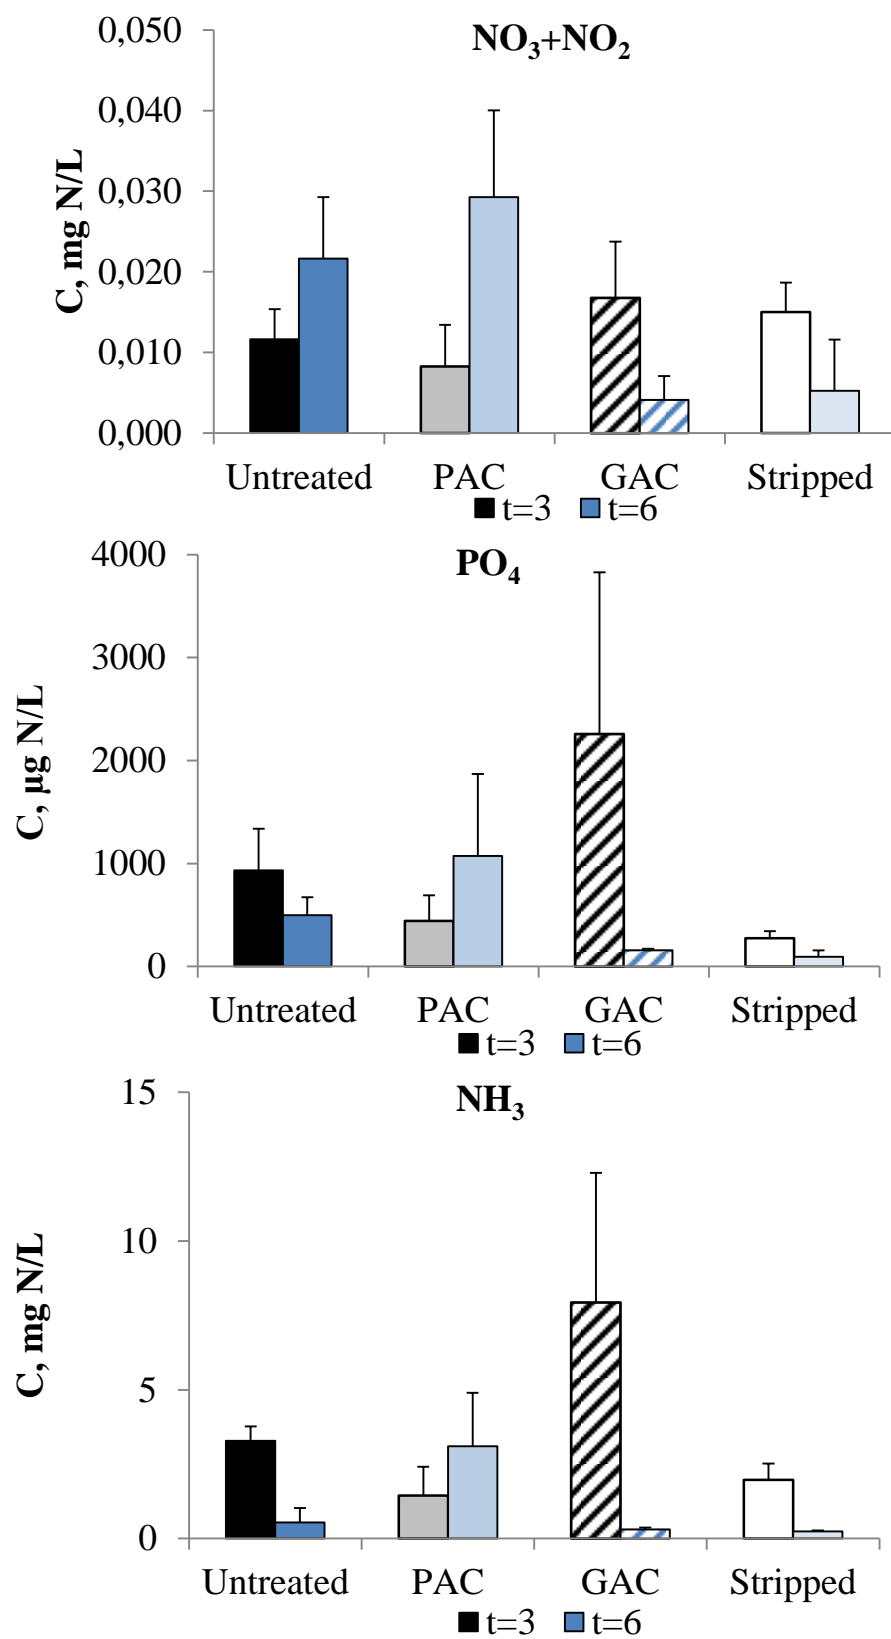 NO₃+NO₂
C, mg N/L
0,050
0,040
0,030
0,020
0,010
0,000
Untreated PAC GAC Stripped
t=3 t=6
PO₄
C, µg N/L
4000
3000
2000
1000
0
Untreated PAC GAC Stripped
t=3 t=6
NH₃
C, mg N/L
15
10
5
0
Untreated PAC GAC Stripped
t=3 t=6